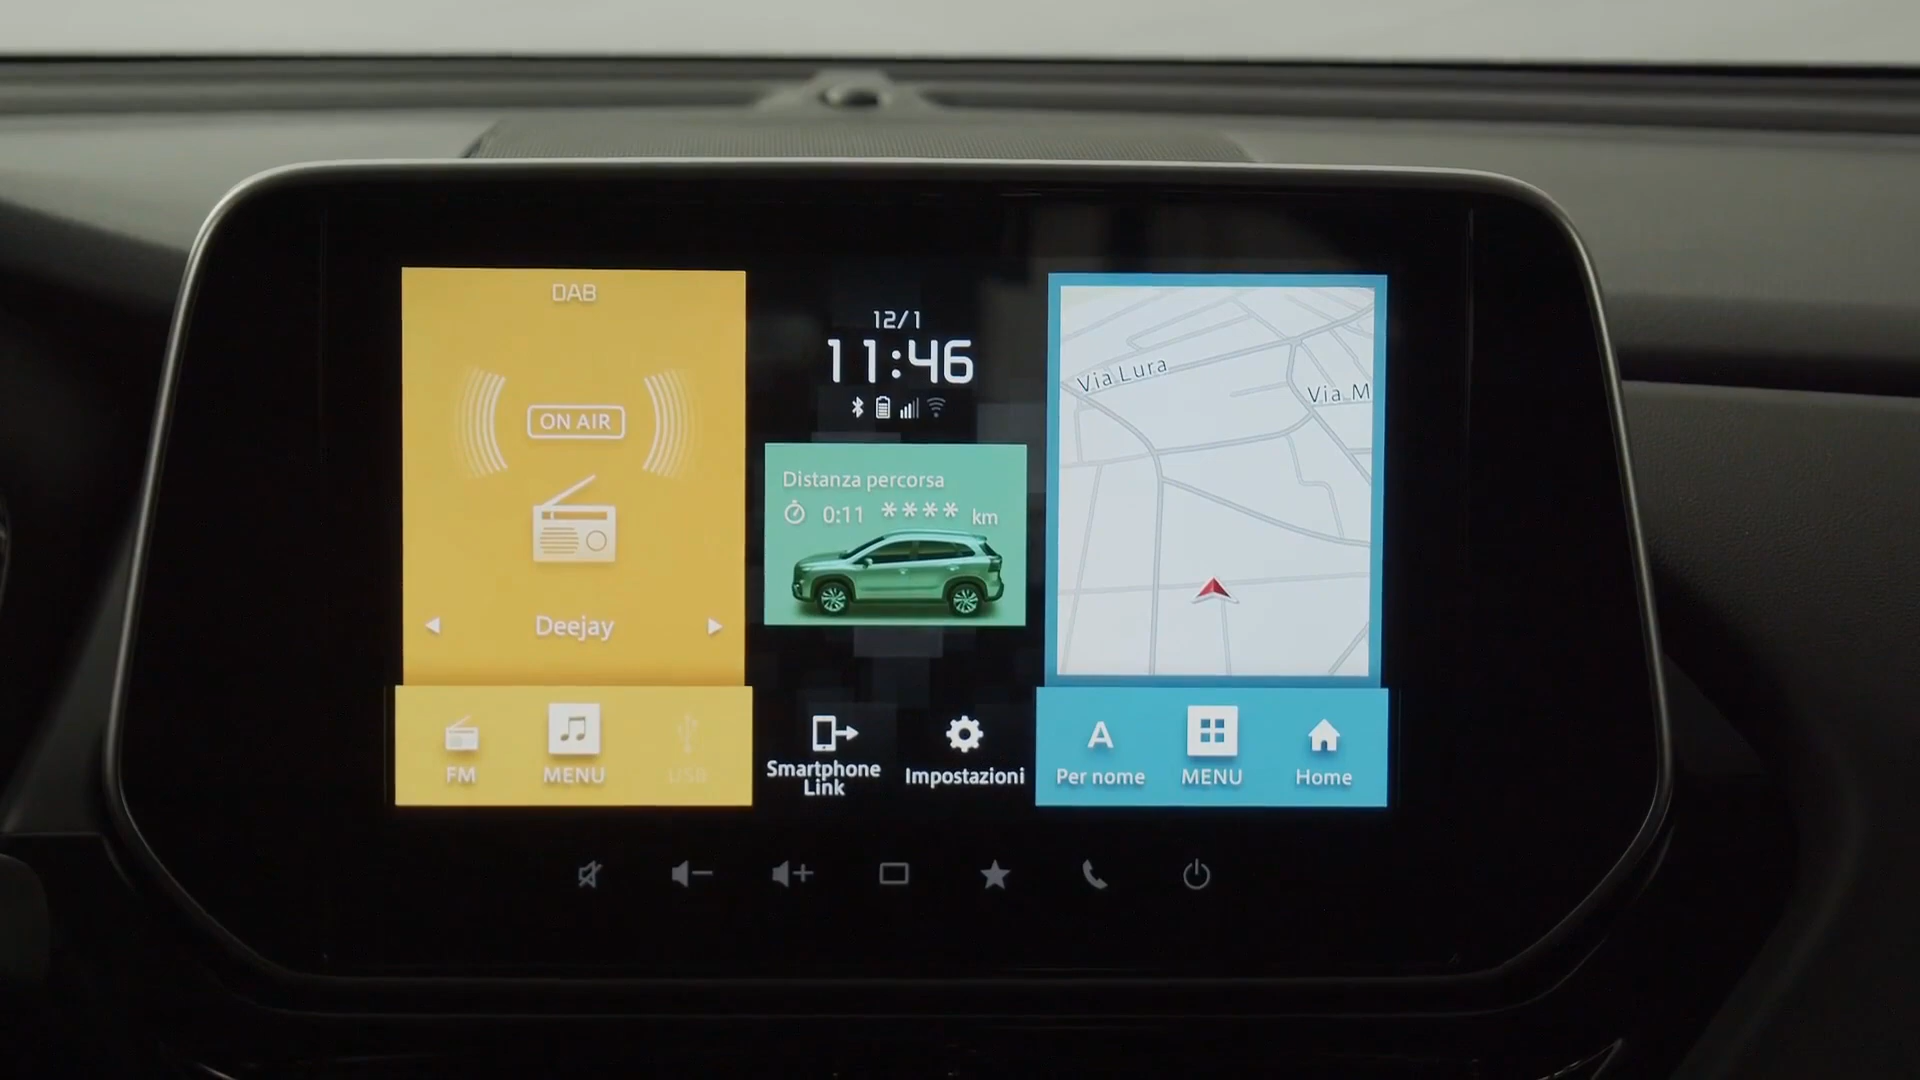 DAB
ON AIR
Deejay
FM
MENU
USB
12/1
11:46
Distanza percorsa
0:11 **** km
Smartphone
Link
Impostazioni
Via Lura
Via M
A
Per nome
MENU
Home